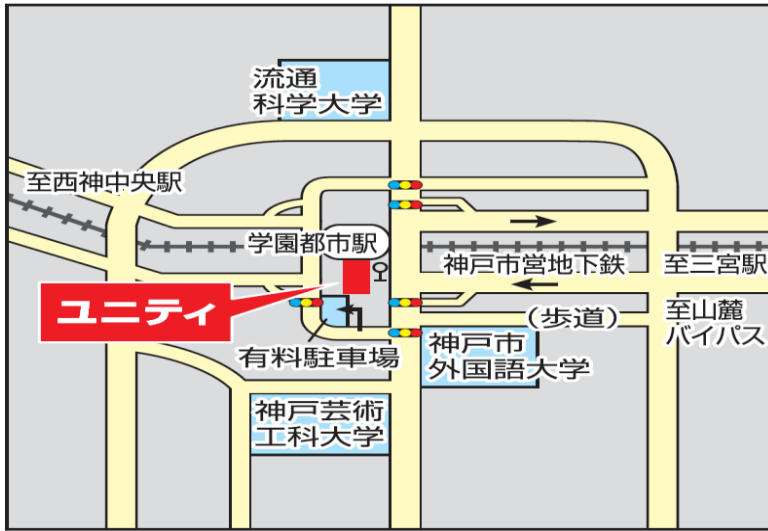 流通
科学大学
至西神中央駅
学園都市駅
神戸市営地下鉄
至三宮駅
ユニティ
(歩道)
至山麓
バイパス
有料駐車場
神戸市
外国語大学
神戸芸術
工科大学